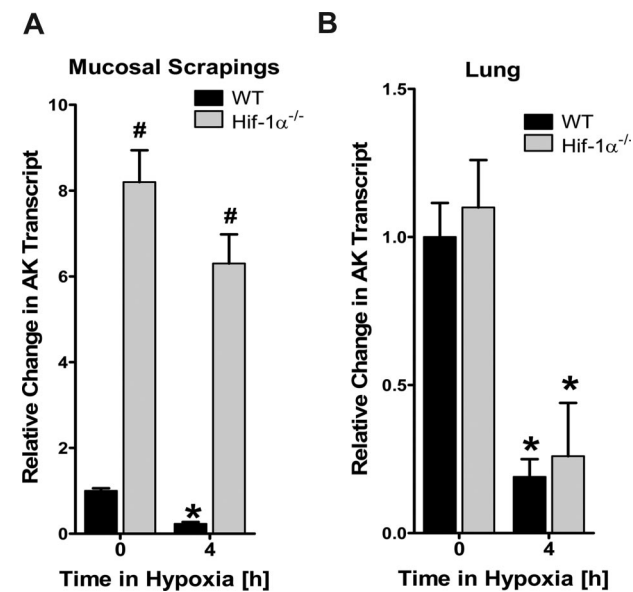 A
Mucosal Scrapings
WT
Hif-1α-/-
#
#
*
10
8
6
4
2
0
Relative Change in AK Transcript
0 4
Time in Hypoxia [h]
B
Lung
WT
Hif-1α-/-
*
*
1.5
1.0
0.5
0.0
Relative Change in AK Transcript
0 4
Time in Hypoxia [h]